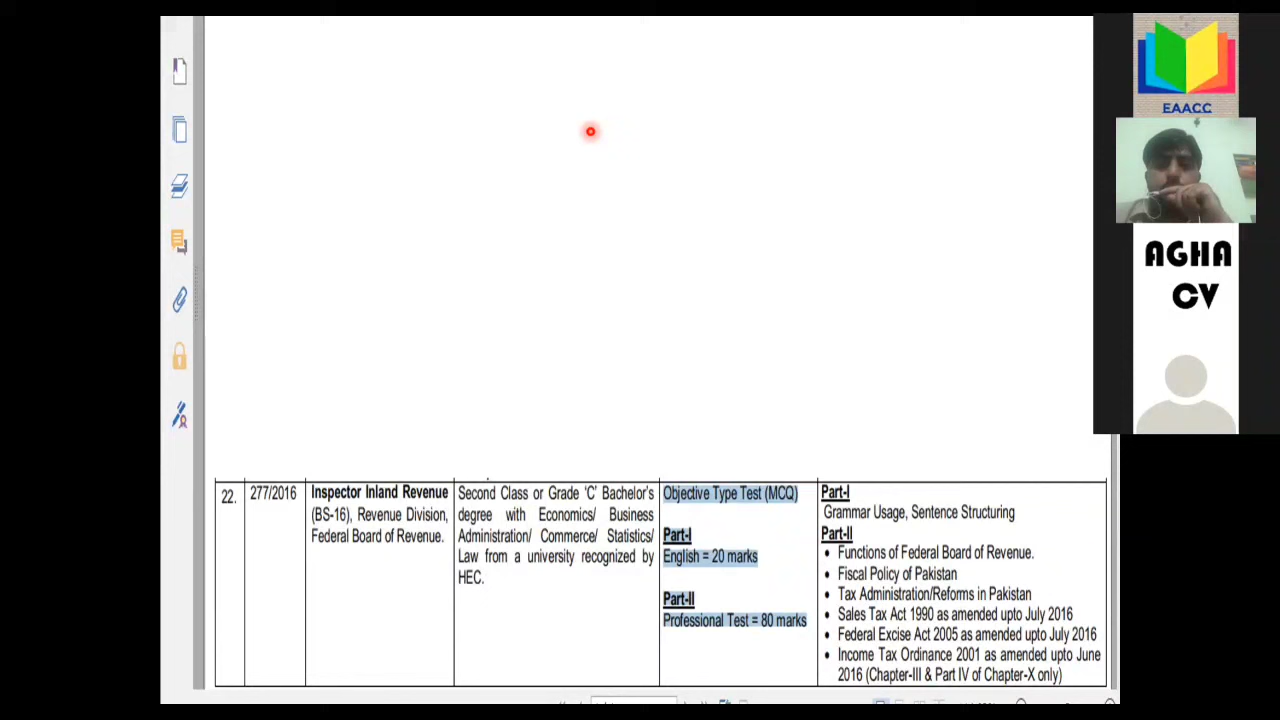 EAACC
AGHA
CV
22.
277/2016
Inspector Inland Revenue
(BS-16), Revenue Division,
Federal Board of Revenue.
Second Class or Grade ‘C’ Bachelor’s
degree with Economics/ Business
Administration/ Commerce/ Statistics/
Law from a university recognized by
HEC.
Objective Type Test (MCQ)
Part-I
English = 20 marks
Part-II
Professional Test = 80 marks
Part-I
Grammar Usage, Sentence Structuring
Part-II
• Functions of Federal Board of Revenue.
• Fiscal Policy of Pakistan
• Tax Administration/Reforms in Pakistan
• Sales Tax Act 1990 as amended upto July 2016
• Federal Excise Act 2005 as amended upto July 2016
• Income Tax Ordinance 2001 as amended upto June
2016 (Chapter-III & Part IV of Chapter-X only)